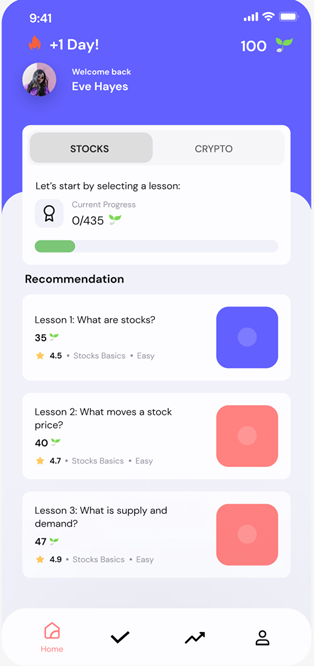 9:41
+1 Day!
100
Welcome back
Eve Hayes
STOCKS
CRYPTO
Let's start by selecting a lesson:
Current Progress
0/435
Recommendation
Lesson 1: What are stocks?
35
4.5 • Stocks Basics • Easy
Lesson 2: What moves a stock
price?
40
4.7 • Stocks Basics • Easy
Lesson 3: What is supply and
demand?
47
4.9 • Stocks Basics • Easy
Home